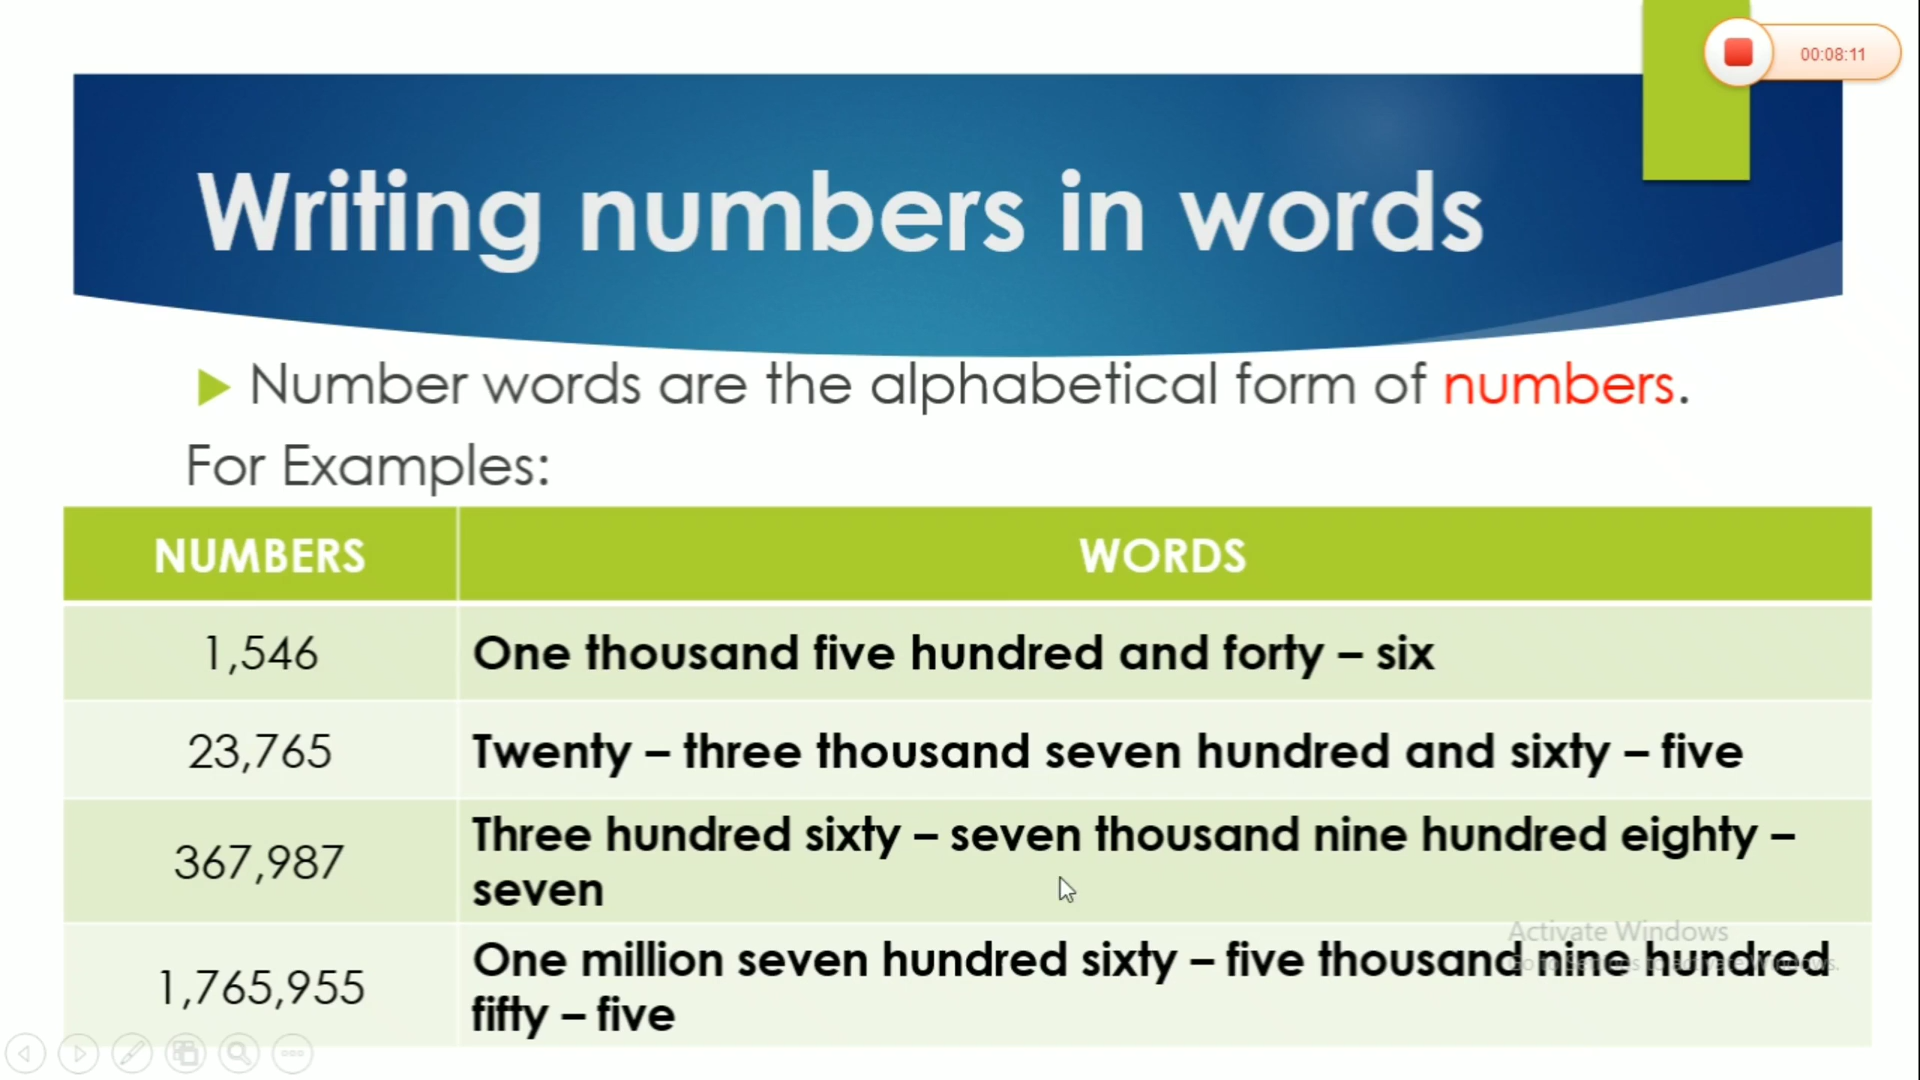 00:08:11
Writing numbers in words
Number words are the alphabetical form of numbers.
For Examples:
NUMBERS WORDS
1,546 One thousand five hundred and forty – six
23,765 Twenty – three thousand seven hundred and sixty – five
367,987 Three hundred sixty – seven thousand nine hundred eighty –
seven
Activate Windows
1,765,955 One million seven hundred sixty – five thousand nine hundred
fifty – five